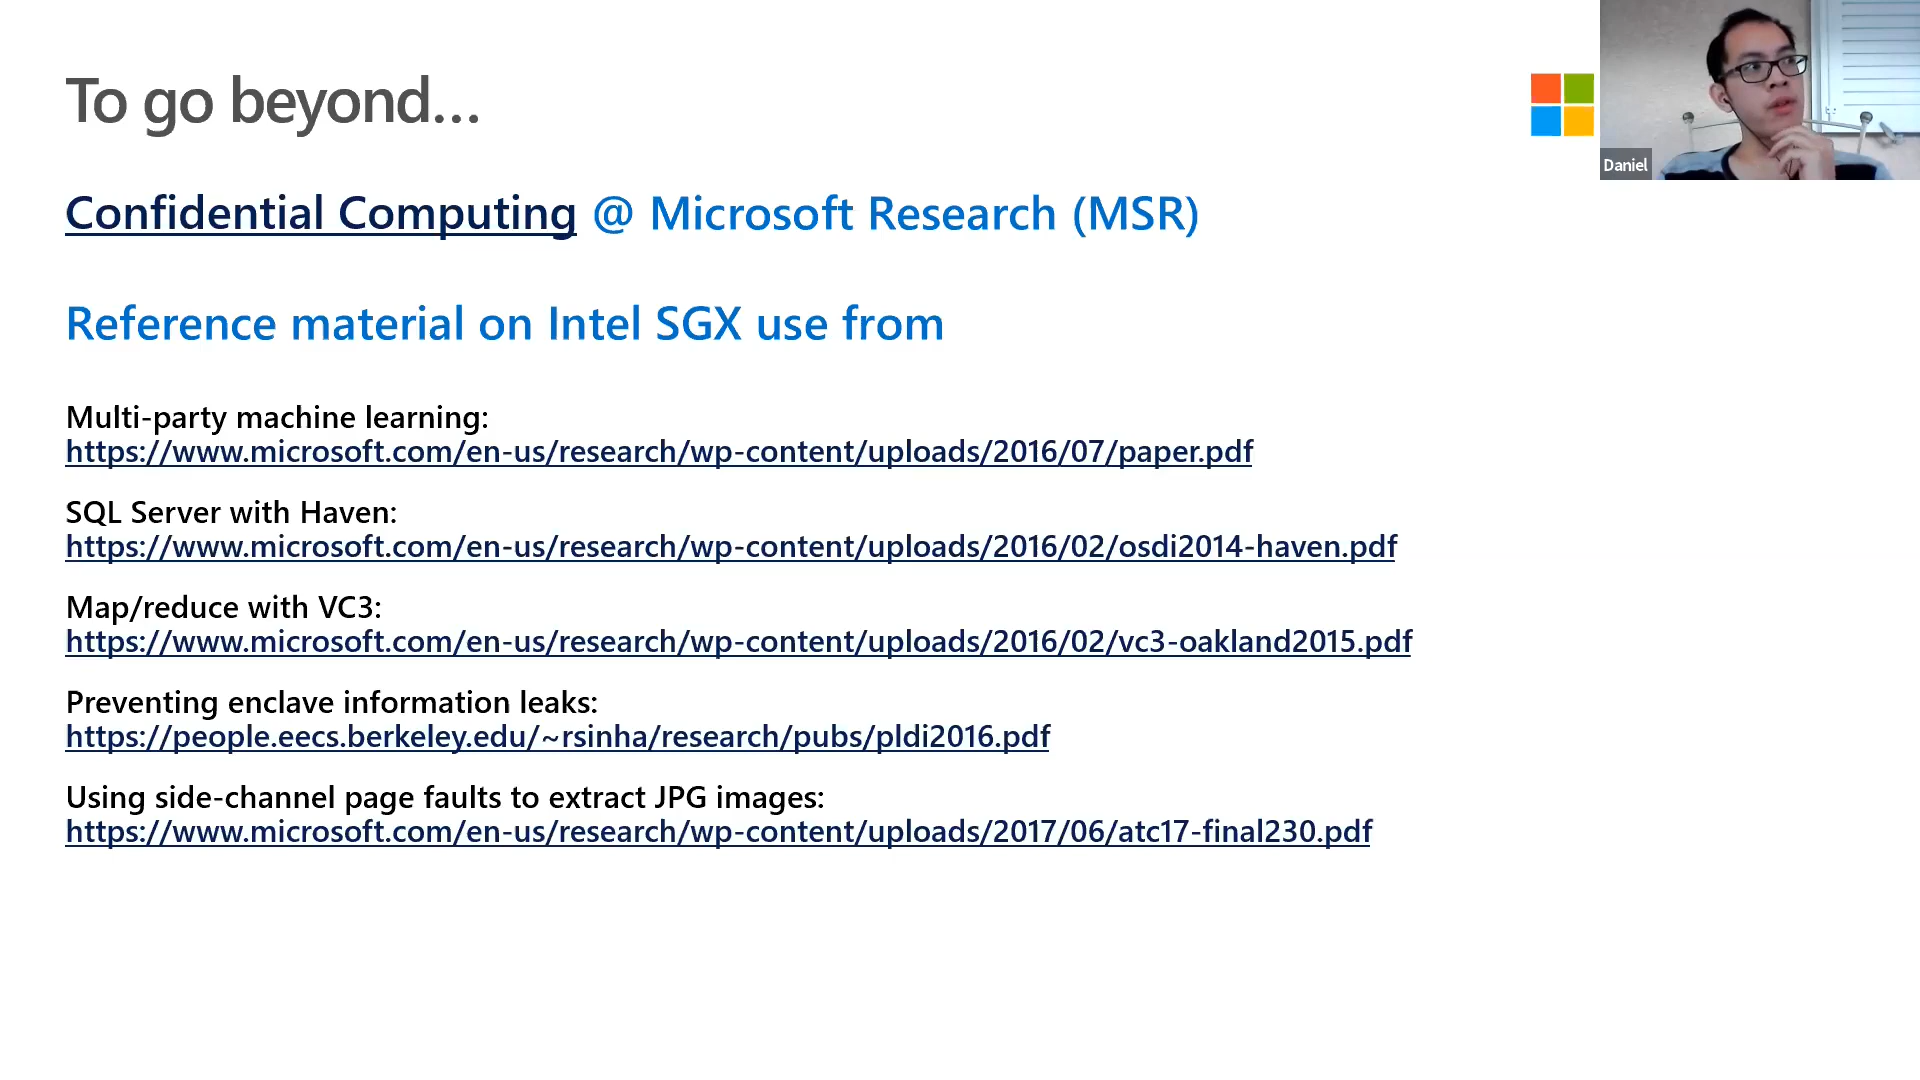 To go beyond...
Daniel
Confidential Computing @ Microsoft Research (MSR)
Reference material on Intel SGX use from
Multi-party machine learning:
https://www.microsoft.com/en-us/research/wp-content/uploads/2016/07/paper.pdf
SQL Server with Haven:
https://www.microsoft.com/en-us/research/wp-content/uploads/2016/02/osdi2014-haven.pdf
Map/reduce with VC3:
https://www.microsoft.com/en-us/research/wp-content/uploads/2016/02/vc3-oakland2015.pdf
Preventing enclave information leaks:
https://people.eecs.berkeley.edu/~rsinha/research/pubs/pldi2016.pdf
Using side-channel page faults to extract JPG images:
https://www.microsoft.com/en-us/research/wp-content/uploads/2017/06/atc17-final230.pdf